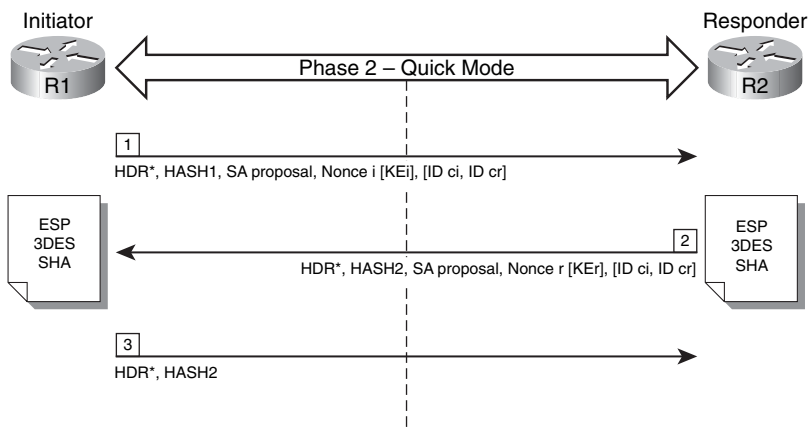 Initiator
Responder
R1
Phase 2 – Quick Mode
R2
1
HDR*, HASH1, SA proposal, Nonce i [KEi], [ID ci, ID cr]
ESP
3DES
SHA
2
HDR*, HASH2, SA proposal, Nonce r [KEr], [ID ci, ID cr]
ESP
3DES
SHA
3
HDR*, HASH2